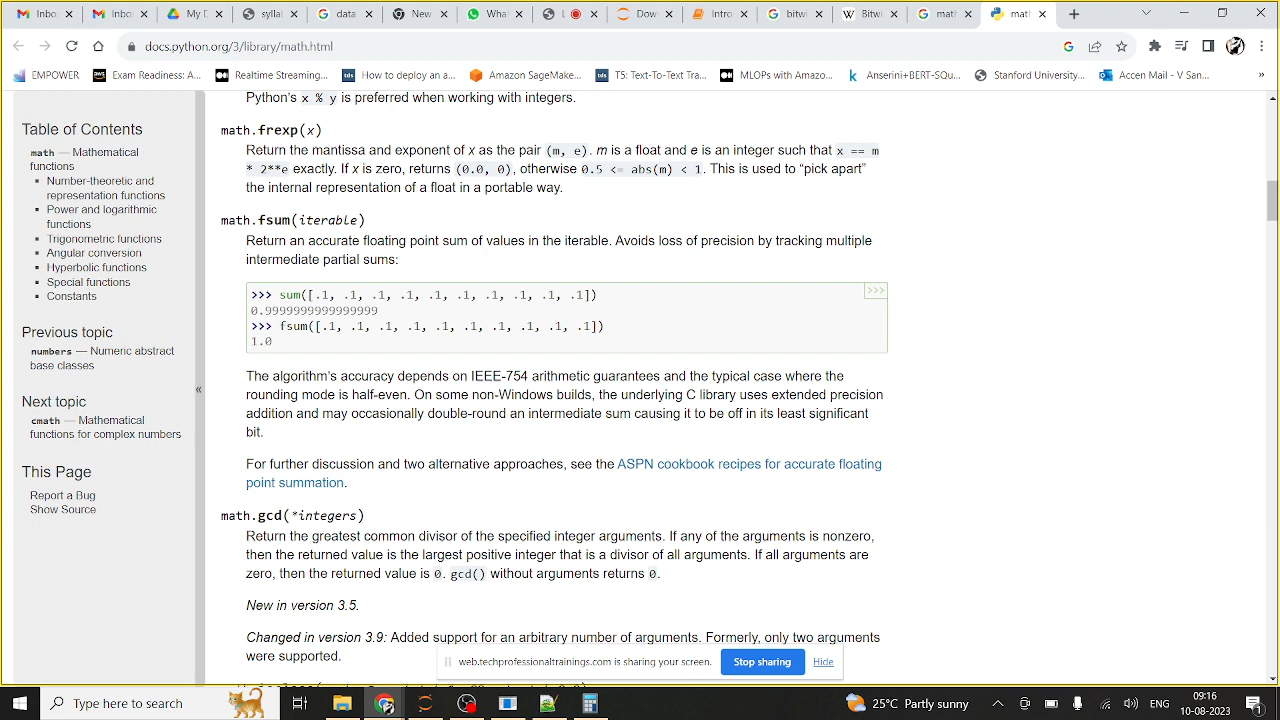 Inbo
Inbo
My D
sylla
data
New
What
L
Dow
Intro
bitw
Bitwi
math
math
docs.python.org/3/library/math.html
EMPOWER
Exam Readiness: A...
Realtime Streaming...
How to deploy an a...
Amazon SageMake...
T5: Text-To-Text Tra...
MLOPs with Amazo...
Anserini+BERT-SQu...
Stanford University...
Accen Mail - V San...
»
Python's x % y is preferred when working with integers.
Table of Contents
math — Mathematical
functions
Number-theoretic and
representation functions
Power and logarithmic
functions
Trigonometric functions
Angular conversion
Hyperbolic functions
Special functions
Constants
Previous topic
numbers — Numeric abstract
base classes
Next topic
cmath — Mathematical
functions for complex numbers
This Page
Report a Bug
Show Source
«
math.frexp(x)
Return the mantissa and exponent of x as the pair (m, e). m is a float and e is an integer such that x == m
* 2**e exactly. If x is zero, returns (0.0, 0), otherwise 0.5 <= abs(m) < 1. This is used to “pick apart”
the internal representation of a float in a portable way.
math.fsum(iterable)
Return an accurate floating point sum of values in the iterable. Avoids loss of precision by tracking multiple
intermediate partial sums:
>>> sum([.1, .1, .1, .1, .1, .1, .1, .1, .1, .1])
>>>
0.9999999999999999
>>> fsum([.1, .1, .1, .1, .1, .1, .1, .1, .1, .1])
1.0
The algorithm's accuracy depends on IEEE-754 arithmetic guarantees and the typical case where the
rounding mode is half-even. On some non-Windows builds, the underlying C library uses extended precision
addition and may occasionally double-round an intermediate sum causing it to be off in its least significant
bit.
For further discussion and two alternative approaches, see the ASPN cookbook recipes for accurate floating
point summation.
math.gcd(*integers)
Return the greatest common divisor of the specified integer arguments. If any of the arguments is nonzero,
then the returned value is the largest positive integer that is a divisor of all arguments. If all arguments are
zero, then the returned value is 0. gcd() without arguments returns 0.
New in version 3.5.
Changed in version 3.9: Added support for an arbitrary number of arguments. Formerly, only two arguments
were supported.
web.techprofessionaltrainings.com is sharing your screen.
Stop sharing
Hide
Type here to search
25°C Partly sunny
ENG
09:16
10-08-2023